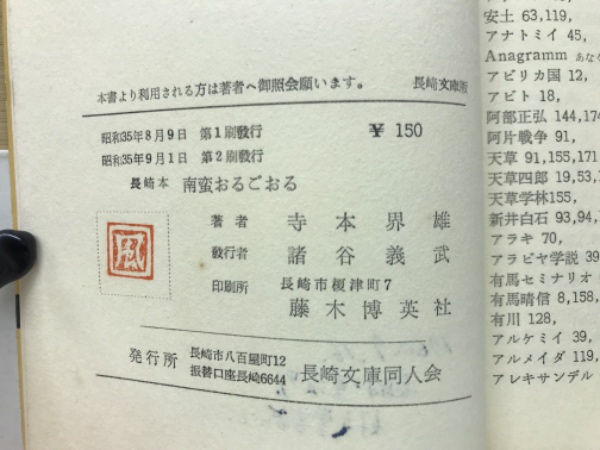 本書より利用される方は著者へ御照会願います。 長崎文庫版
昭和35年8月9日 第1刷發行 ¥150
昭和35年9月1日 第2刷發行
長崎本 南蛮おるごおる
著者 寺本界雄
發行者 諸谷義武
印刷所 長崎市榎津町7
藤木博英社
発行所 長崎市八百屋町12
振替口座長崎6644 長崎文庫同人会
安土 63,119,
アナトミイ 45,
Anagramm あな
アビリカ国 12,
アビト 18,
阿部正弘 144,174
阿片戦争 91,
天草 91,155,171
天草四郎 19,53,1
天草学林155,
新井白石 93,94,
アラキ 70,
アラビヤ学説 39
有馬セミナリオ
有馬晴信 8,158,
有川 128,
アルケミイ 39,
アルメイダ 119,
アレキサンデル